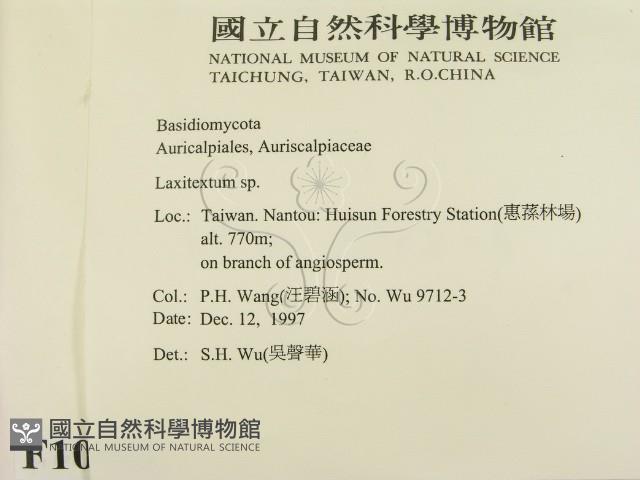 國立自然科學博物館
NATIONAL MUSEUM OF NATURAL SCIENCE
TAICHUNG, TAIWAN, R.O.CHINA
Basidiomycota
Auricalpiales, Auriscalpiaceae
Laxitextum sp.
Loc.: Taiwan. Nantou: Huisun Forestry Station(惠蓀林場)
alt. 770m;
on branch of angiosperm.
Col.: P.H. Wang(汪碧涵); No. Wu 9712-3
Date: Dec. 12, 1997
Det.: S.H. Wu(吳聲華)
國立自然科學博物館
NATIONAL MUSEUM OF NATURAL SCIENCE
F10